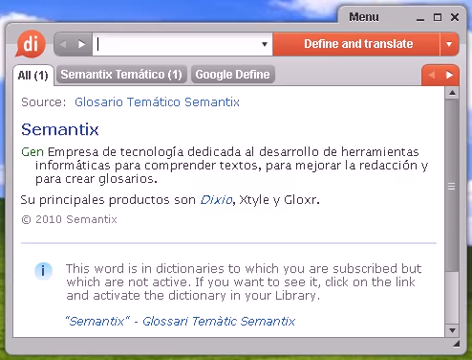 Menu
di
Define and translate
All (1)
Semantix Temático (1)
Google Define
Source: Glosario Temático Semantix
Semantix
Gen Empresa de tecnología dedicada al desarrollo de herramientas
informáticas para comprender textos, para mejorar la redacción y
para crear glosarios.
Su principales productos son Dixio, Xtyle y Gloxr.
© 2010 Semantix
i
This word is in dictionaries to which you are subscribed but
which are not active. If you want to see it, click on the link
and activate the dictionary in your Library.
"Semantix" - Glossari Temàtic Semantix